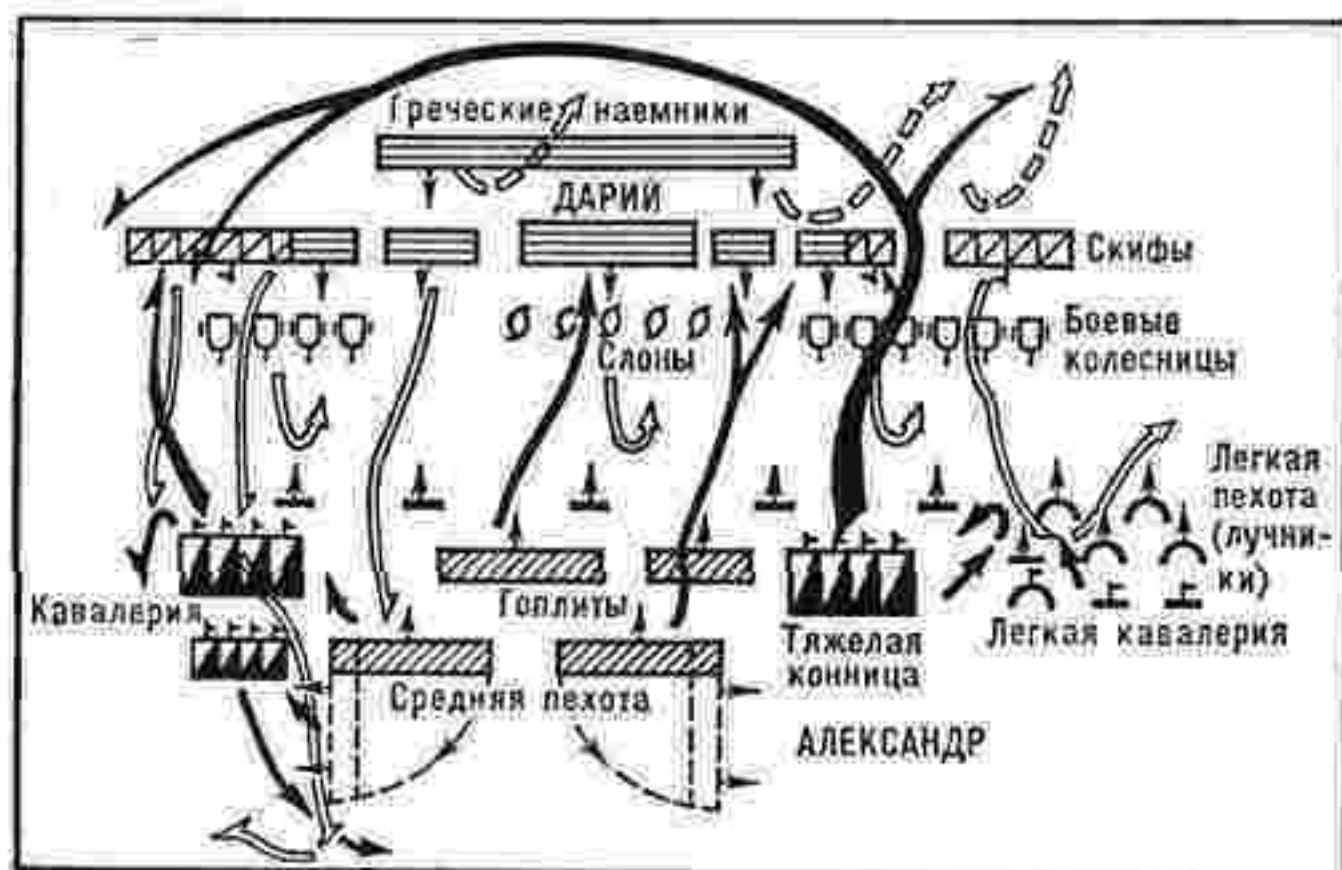 Греческие наемники
ДАРИЙ
Скифы
Боевые
колесницы
Слоны
Легкая
пехота
(лучни-
ки)
Кавалерия
Гоплиты
Тяжелая
конница
Легкая кавалерия
Средняя пехота
АЛЕКСАНДР